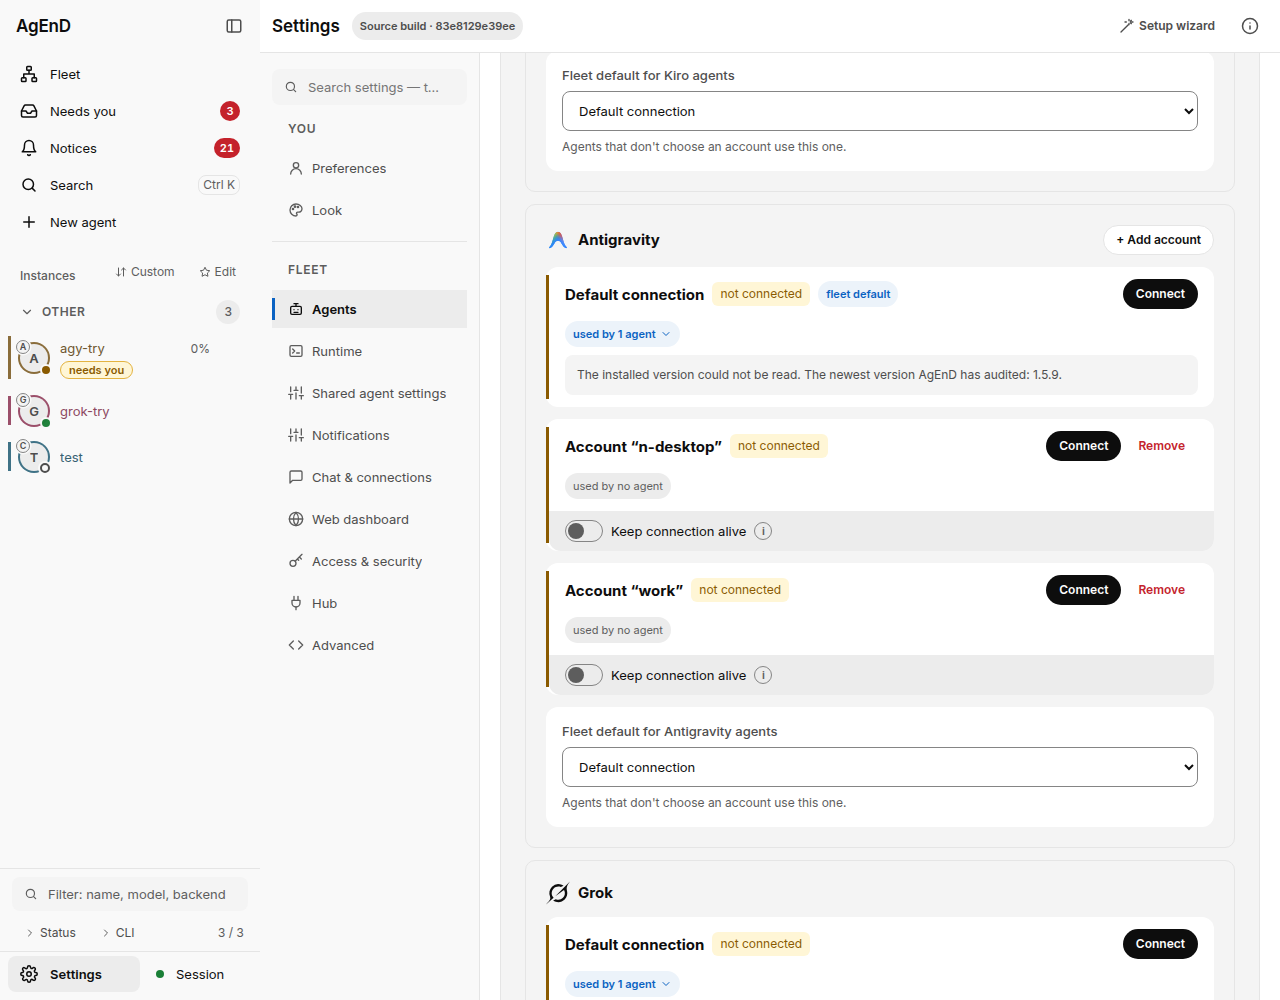 AgEnD
Fleet
Needs you 3
Notices 21
Search Ctrl K
New agent
Instances Custom Edit
OTHER 3
A A agy-try 0%
needs you
G G grok-try
C T test
Filter: name, model, backend
Status CLI 3 / 3
Settings Session
Settings Source build · 83e8129e39ee Setup wizard
Search settings — t...
YOU
Preferences
Look
FLEET
Agents
Runtime
Shared agent settings
Notifications
Chat & connections
Web dashboard
Access & security
Hub
Advanced
Fleet default for Kiro agents
Default connection
Agents that don't choose an account use this one.
Antigravity + Add account
Default connection not connected fleet default Connect
used by 1 agent
The installed version could not be read. The newest version AgEnD has audited: 1.5.9.
Account “n-desktop” not connected Connect Remove
used by no agent
Keep connection alive i
Account “work” not connected Connect Remove
used by no agent
Keep connection alive i
Fleet default for Antigravity agents
Default connection
Agents that don't choose an account use this one.
Grok
Default connection not connected Connect
used by 1 agent